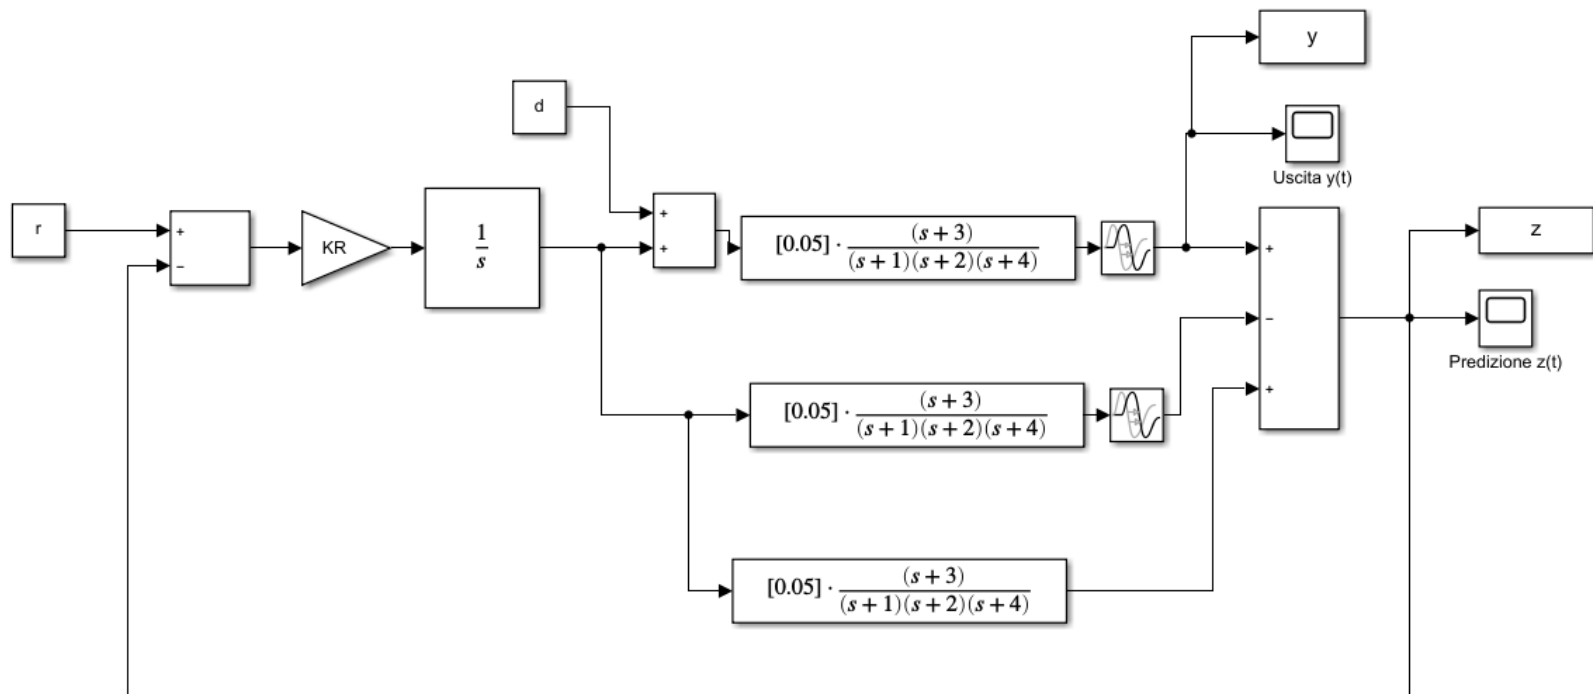 y
d
Uscita y(t)
r
+
−
KR
1
s
+
+
[0.05] · (s + 3)
(s + 1)(s + 2)(s + 4)
+
−
+
z
Predizione z(t)
[0.05] · (s + 3)
(s + 1)(s + 2)(s + 4)
[0.05] · (s + 3)
(s + 1)(s + 2)(s + 4)